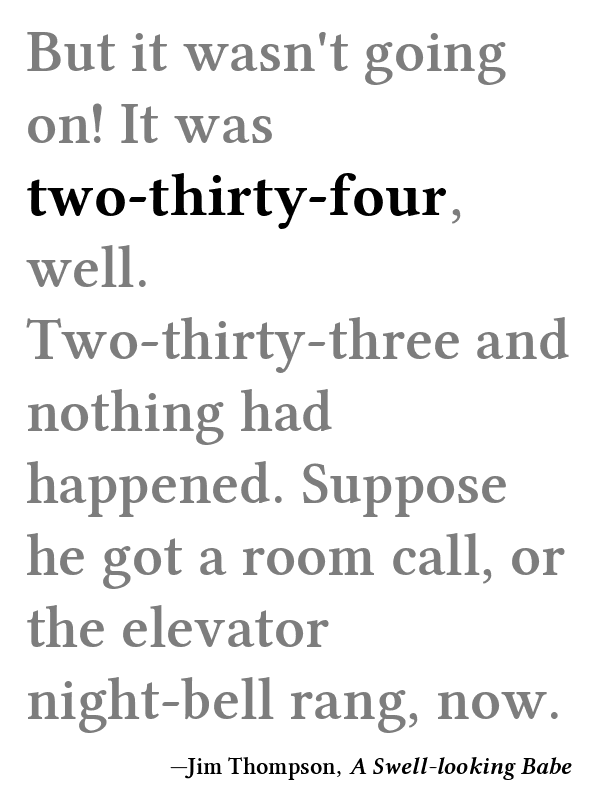 But it wasn't going
on! It was
two-thirty-four,
well.
Two-thirty-three and
nothing had
happened. Suppose
he got a room call, or
the elevator
night-bell rang, now.
—Jim Thompson, A Swell-looking Babe